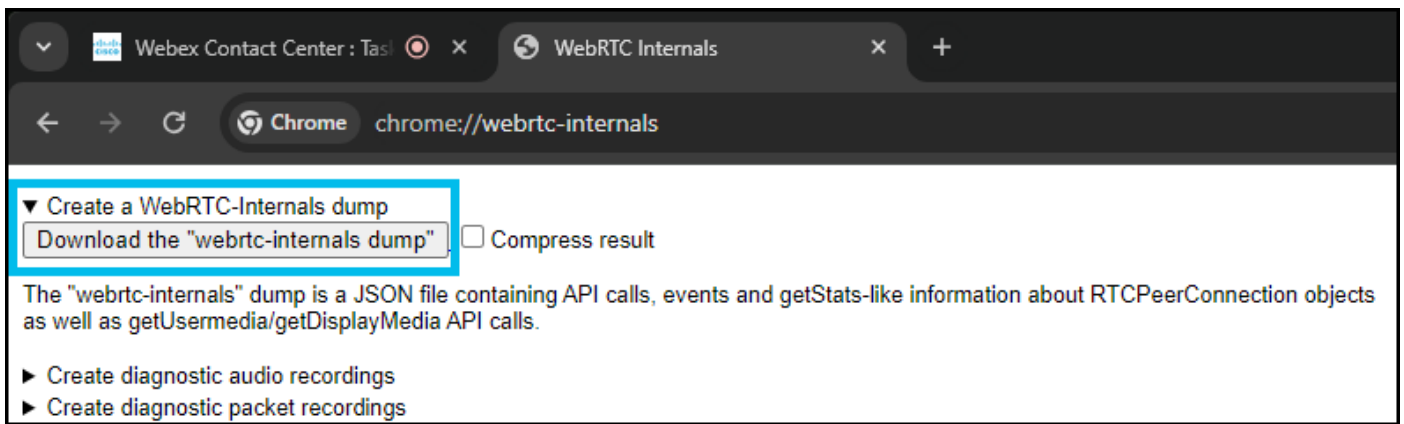 Webex Contact Center : Tas
WebRTC Internals
Chrome chrome://webrtc-internals
▼ Create a WebRTC-Internals dump
Download the "webrtc-internals dump" Compress result
The "webrtc-internals" dump is a JSON file containing API calls, events and getStats-like information about RTCPeerConnection objects
as well as getUsermedia/getDisplayMedia API calls.
► Create diagnostic audio recordings
► Create diagnostic packet recordings